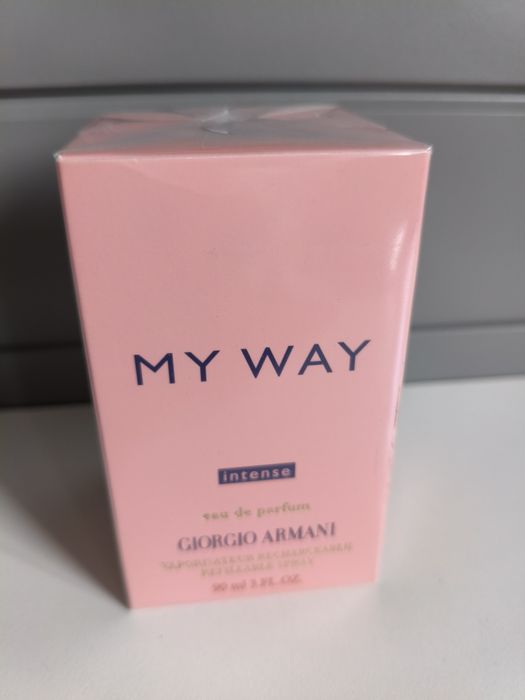 MY WAY
intense
eau de parfum
GIORGIO ARMANI
VAPORISATEUR RECHARGEABLE
REFILLABLE SPRAY
90 ml 3 FL. OZ.